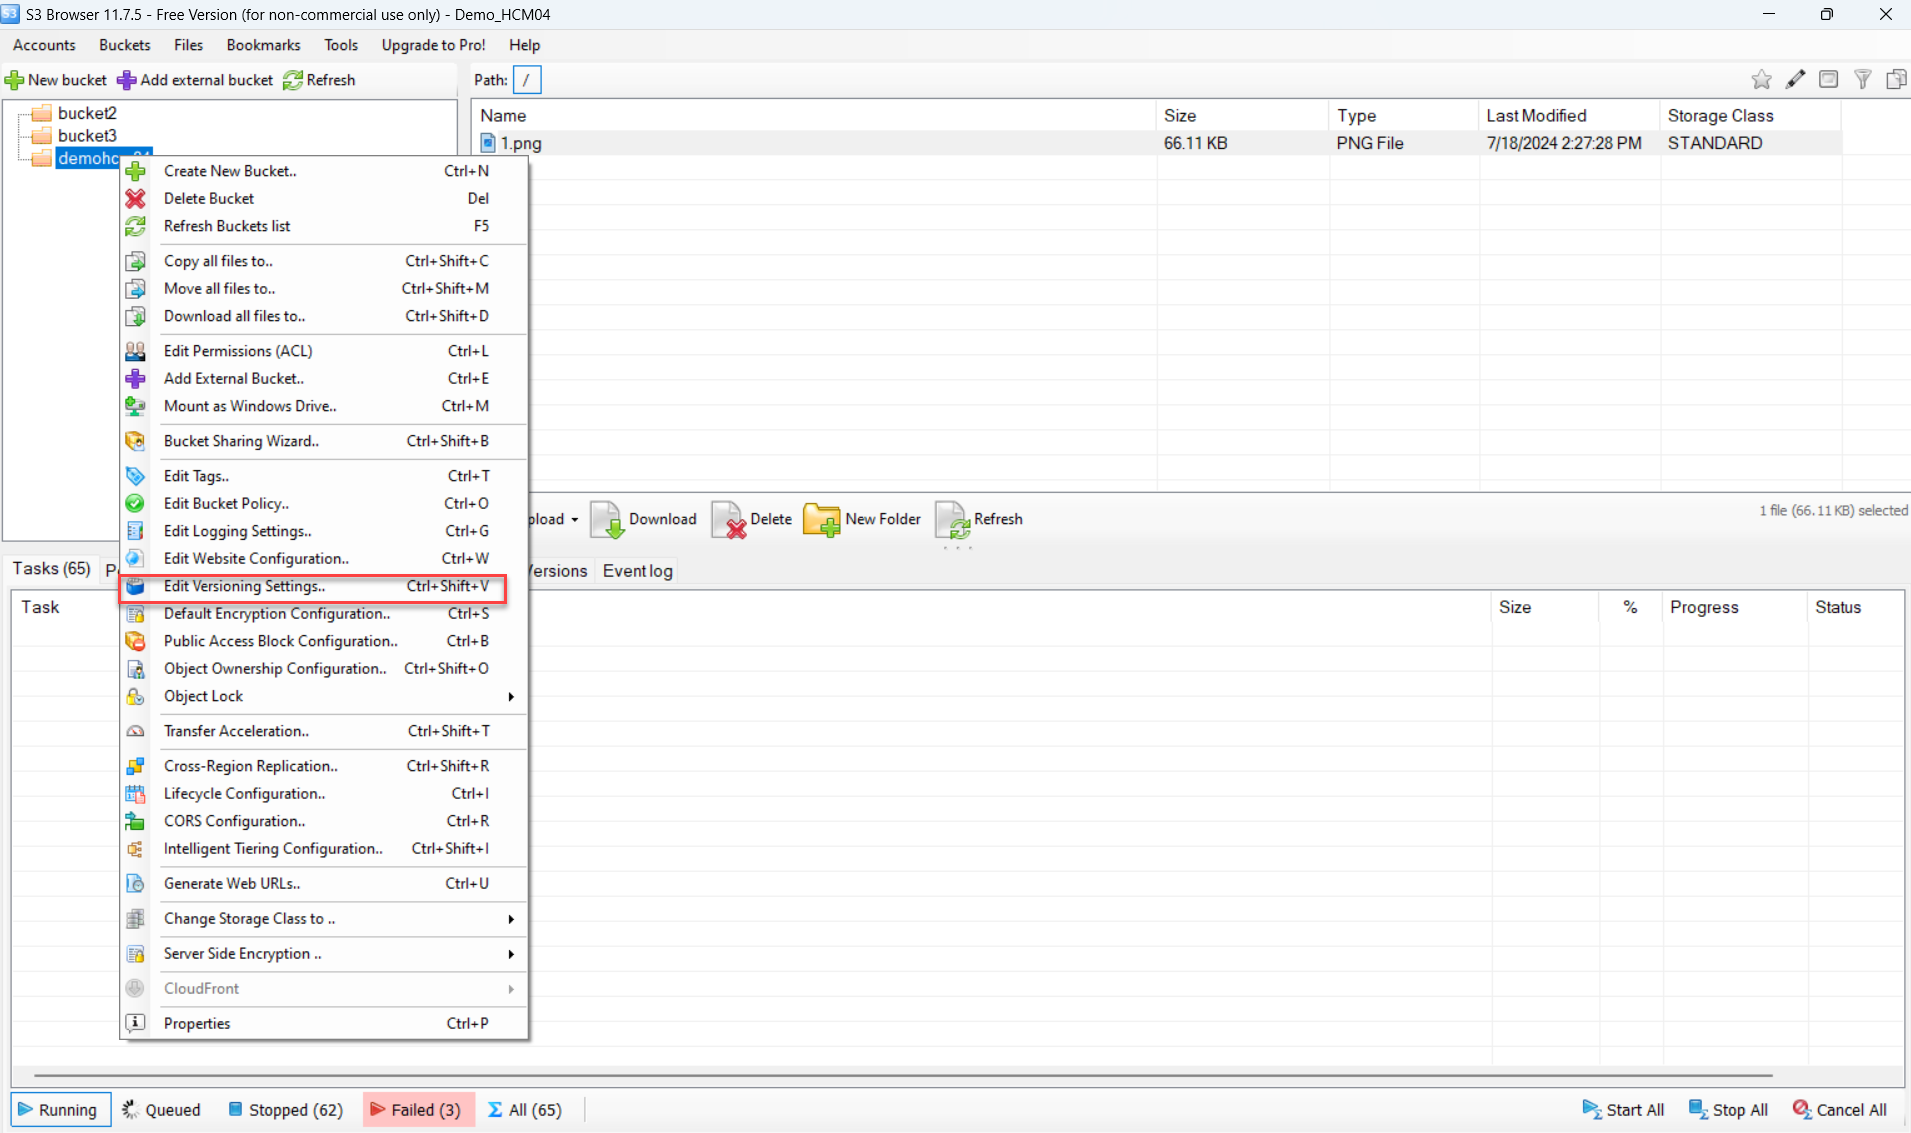 S3 Browser 11.7.5 - Free Version (for non-commercial use only) - Demo_HCM04
Accounts Buckets Files Bookmarks Tools Upgrade to Pro! Help
New bucket Add external bucket Refresh Path: /
bucket2
bucket3
Name Size Type Last Modified Storage Class
1.png 66.11 KB PNG File 7/18/2024 2:27:28 PM STANDARD
Create New Bucket.. Ctrl+N
Delete Bucket Del
Refresh Buckets list F5
Copy all files to.. Ctrl+Shift+C
Move all files to.. Ctrl+Shift+M
Download all files to.. Ctrl+Shift+D
Edit Permissions (ACL) Ctrl+L
Add External Bucket.. Ctrl+E
Mount as Windows Drive.. Ctrl+M
Bucket Sharing Wizard.. Ctrl+Shift+B
Edit Tags.. Ctrl+T
Edit Bucket Policy.. Ctrl+O
Edit Logging Settings.. Ctrl+G
Edit Website Configuration.. Ctrl+W
Edit Versioning Settings.. Ctrl+Shift+V
Default Encryption Configuration.. Ctrl+S
Public Access Block Configuration.. Ctrl+B
Object Ownership Configuration.. Ctrl+Shift+O
Object Lock
Transfer Acceleration.. Ctrl+Shift+T
Cross-Region Replication.. Ctrl+Shift+R
Lifecycle Configuration.. Ctrl+I
CORS Configuration.. Ctrl+R
Intelligent Tiering Configuration.. Ctrl+Shift+I
Generate Web URLs.. Ctrl+U
Change Storage Class to ..
Server Side Encryption ..
CloudFront
Properties Ctrl+P
pload Download Delete New Folder Refresh 1 file (66.11 KB) selected
Tasks (65) ersions Event log
Task Size % Progress Status
Running Queued Stopped (62) Failed (3) All (65) Start All Stop All Cancel All